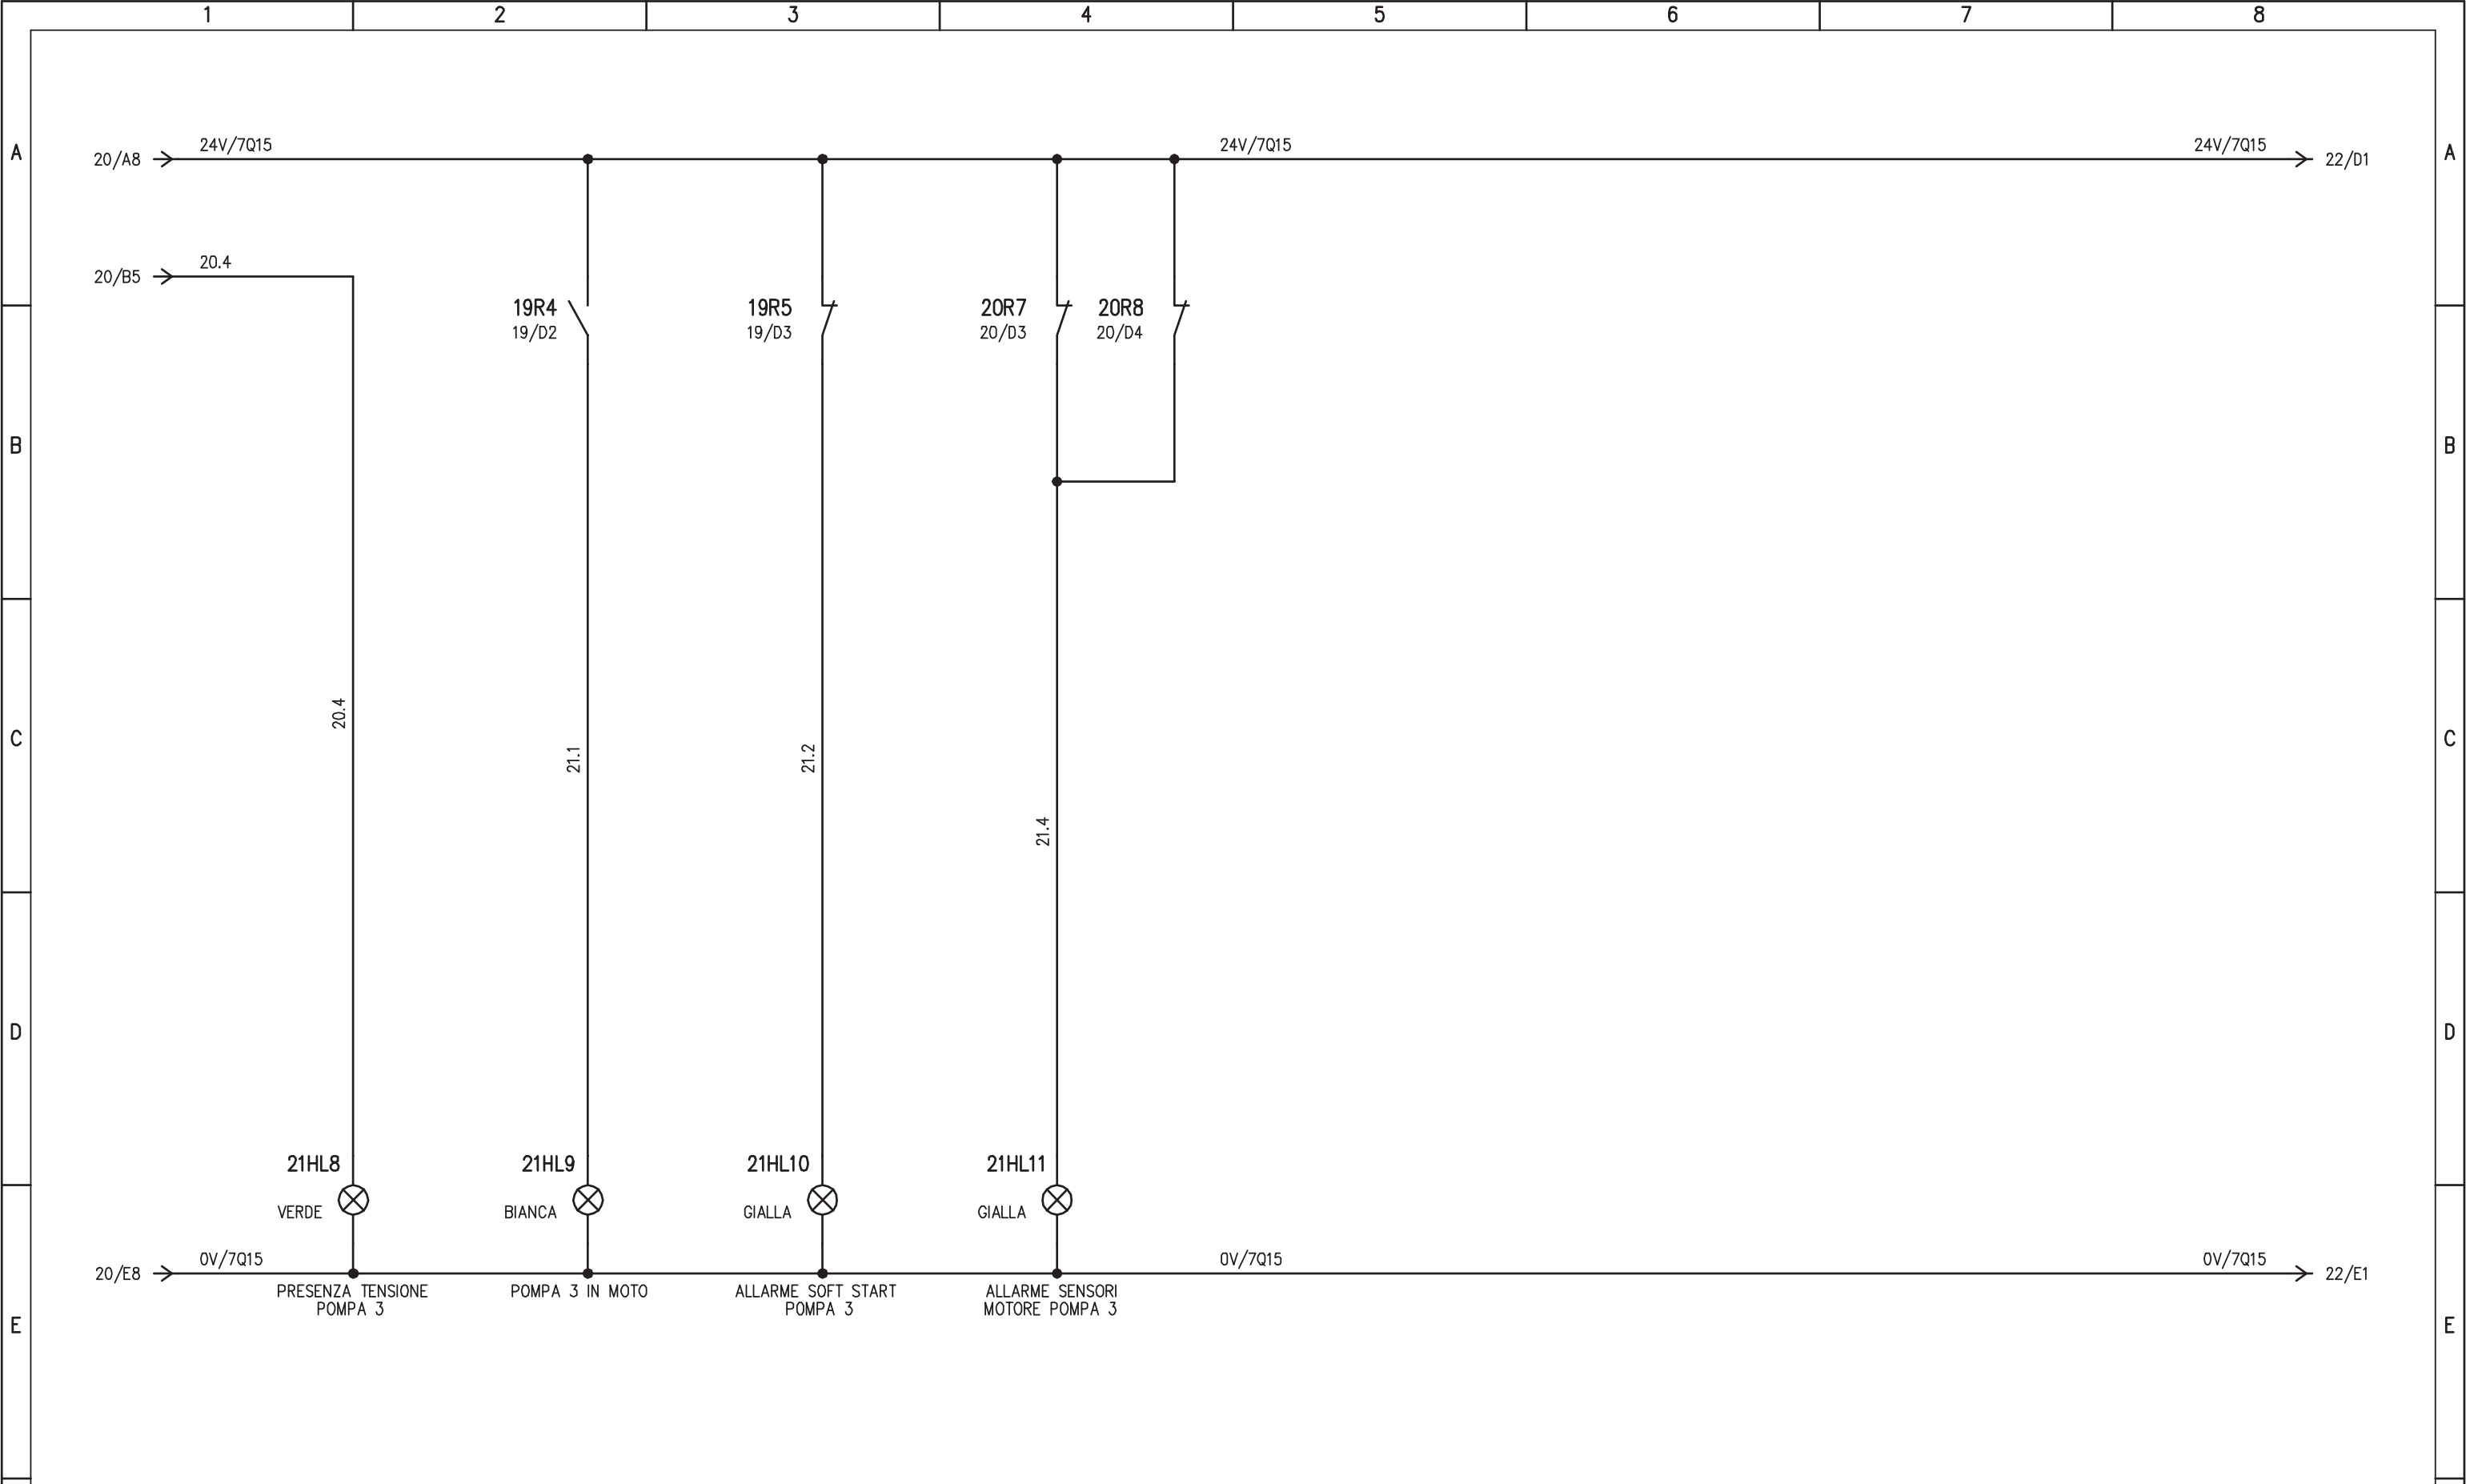 1 2 3 4 5 6 7 8
A 20/A8 24V/7Q15 24V/7Q15 24V/7Q15 22/D1 A
20/B5 20.4
19R4 19R5 20R7 20R8
19/D2 19/D3 20/D3 20/D4
B B
20.4
C C
21.1 21.2
21.4
D D
21HL8 21HL9 21HL10 21HL11
VERDE BIANCA GIALLA GIALLA
20/E8 0V/7Q15 0V/7Q15 0V/7Q15 22/E1
PRESENZA TENSIONE
POMPA 3
POMPA 3 IN MOTO
ALLARME SOFT START
POMPA 3
ALLARME SENSORI
MOTORE POMPA 3
E E